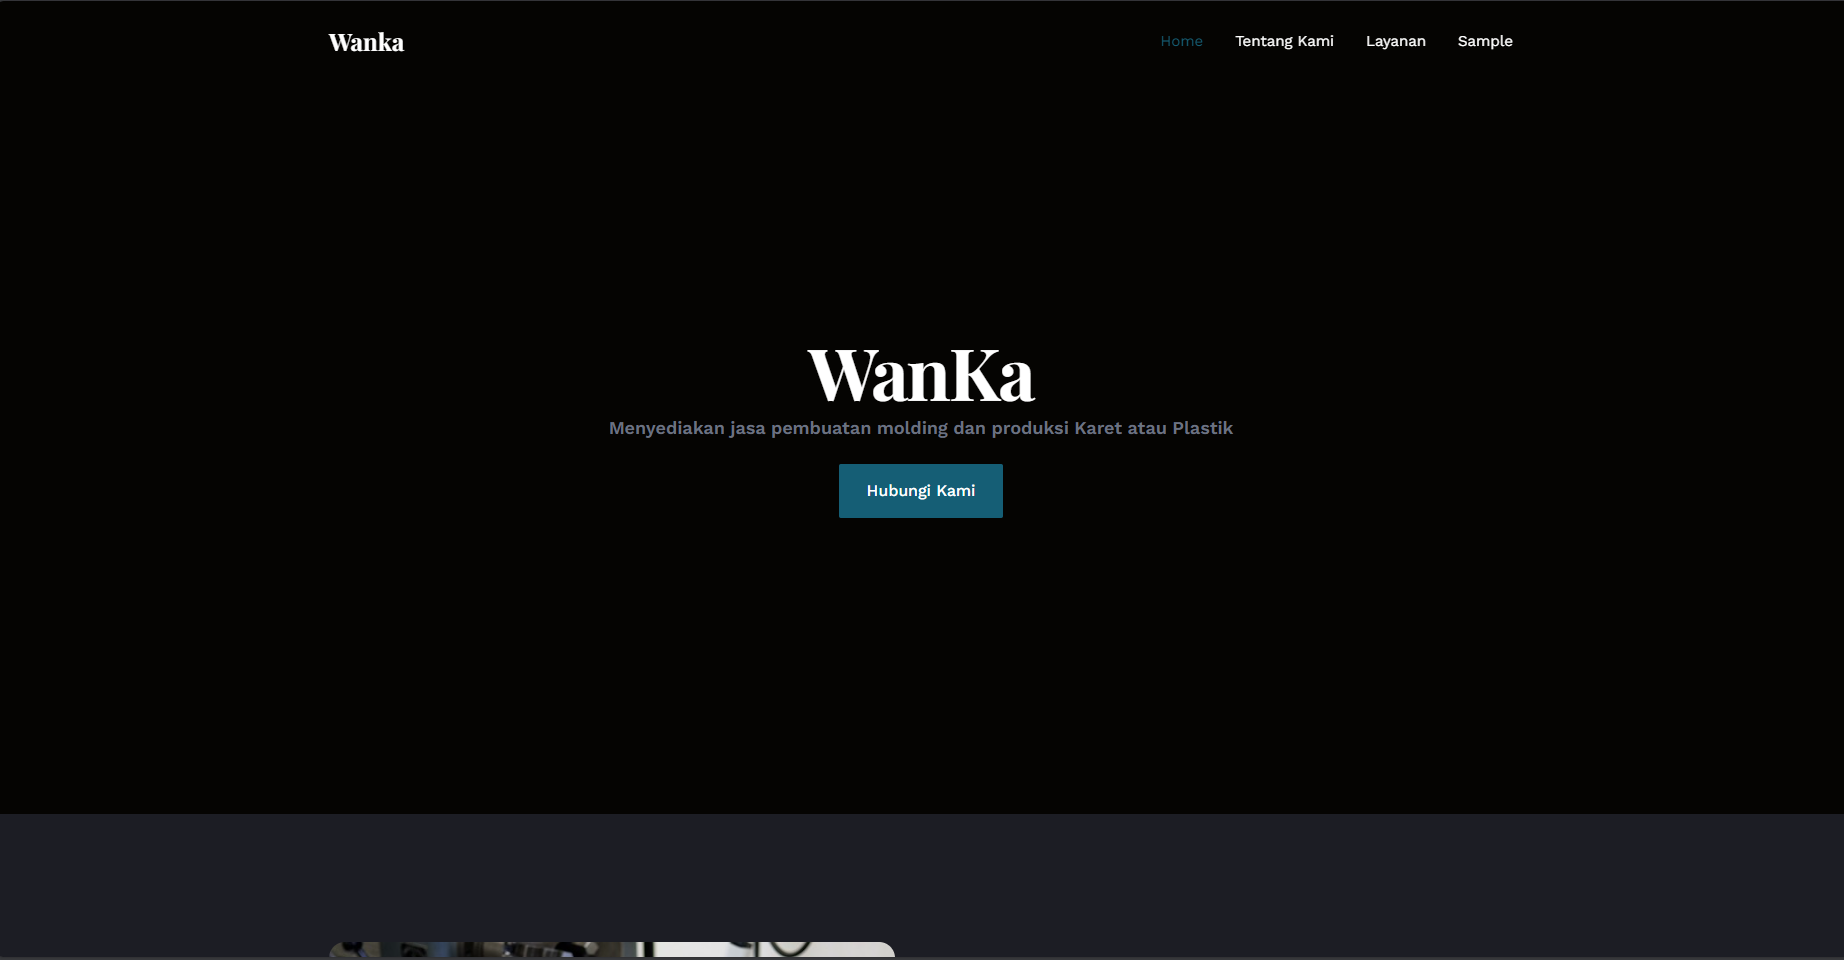 Wanka
Home Tentang Kami Layanan Sample
WanKa
Menyediakan jasa pembuatan molding dan produksi Karet atau Plastik
Hubungi Kami